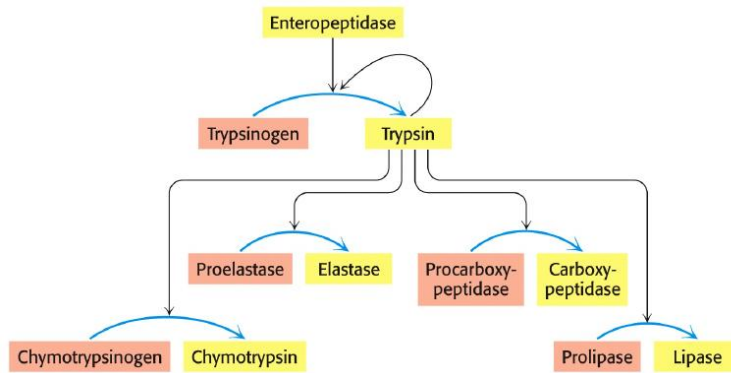 Enteropeptidase
Trypsinogen
Trypsin
Proelastase
Elastase
Procarboxy-
peptidase
Carboxy-
peptidase
Chymotrypsinogen
Chymotrypsin
Prolipase
Lipase